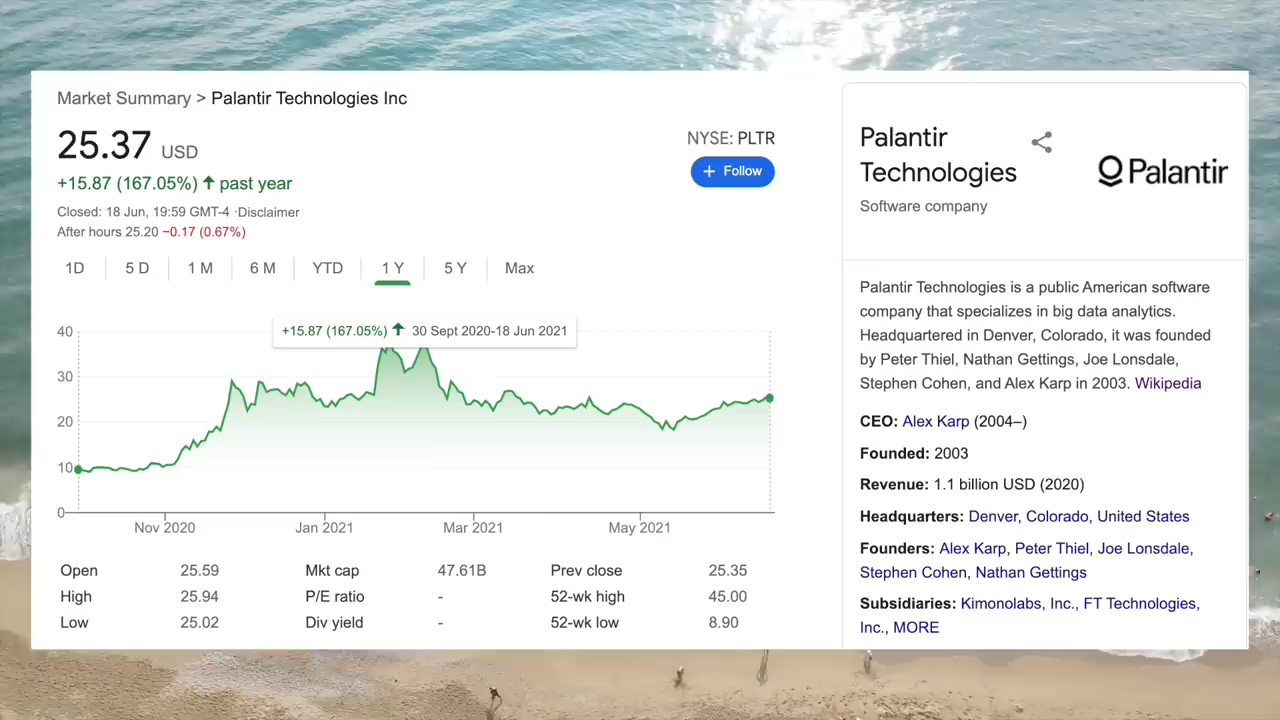 Market Summary > Palantir Technologies Inc
25.37 USD
+15.87 (167.05%) ↑ past year
Closed: 18 Jun, 19:59 GMT-4 ·Disclaimer
After hours 25.20 −0.17 (0.67%)
NYSE: PLTR
+ Follow
1D 5 D 1 M 6 M YTD 1 Y 5 Y Max
+15.87 (167.05%) ↑ 30 Sept 2020-18 Jun 2021
40
30
20
10
0
Nov 2020 Jan 2021 Mar 2021 May 2021
Open 25.59 Mkt cap 47.61B Prev close 25.35
High 25.94 P/E ratio - 52-wk high 45.00
Low 25.02 Div yield - 52-wk low 8.90
Palantir
Technologies
Software company
Palantir
Palantir Technologies is a public American software
company that specializes in big data analytics.
Headquartered in Denver, Colorado, it was founded
by Peter Thiel, Nathan Gettings, Joe Lonsdale,
Stephen Cohen, and Alex Karp in 2003. Wikipedia
CEO: Alex Karp (2004–)
Founded: 2003
Revenue: 1.1 billion USD (2020)
Headquarters: Denver, Colorado, United States
Founders: Alex Karp, Peter Thiel, Joe Lonsdale,
Stephen Cohen, Nathan Gettings
Subsidiaries: Kimonolabs, Inc., FT Technologies,
Inc., MORE